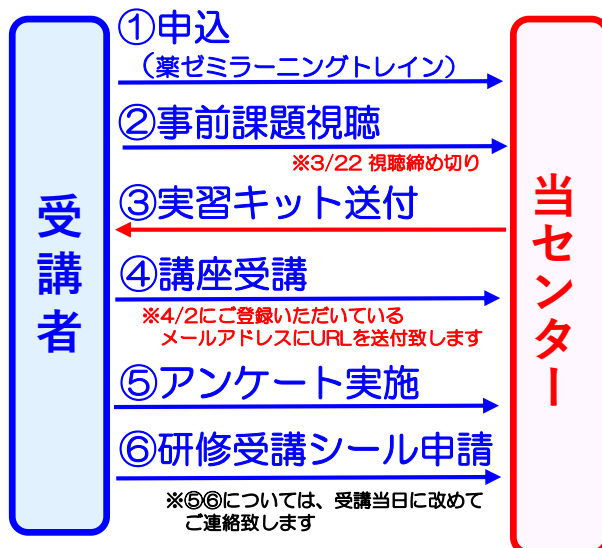 ①申込
（薬ゼミラーニングトレイン）
②事前課題視聴
※3/22 視聴締め切り
③実習キット送付
④講座受講
※4/2にご登録いただいている
メールアドレスにURLを送付致します
⑤アンケート実施
⑥研修受講シール申請
※⑤⑥については、受講当日に改めて
ご連絡致します
受講者
当センター